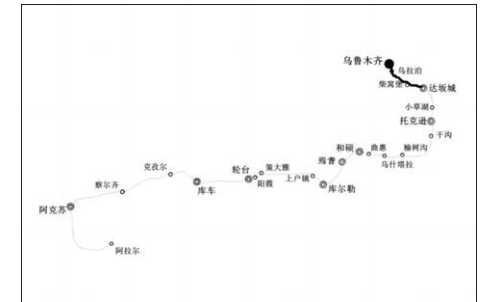 乌鲁木齐
乌拉泊
柴窝堡
达坂城
小草湖
托克逊
干沟
和硕
曲惠
榆树沟
乌什塔拉
焉耆
轮台
策大雅
上户镇
阳霞
库尔勒
克孜尔
库车
察尔齐
阿克苏
阿拉尔